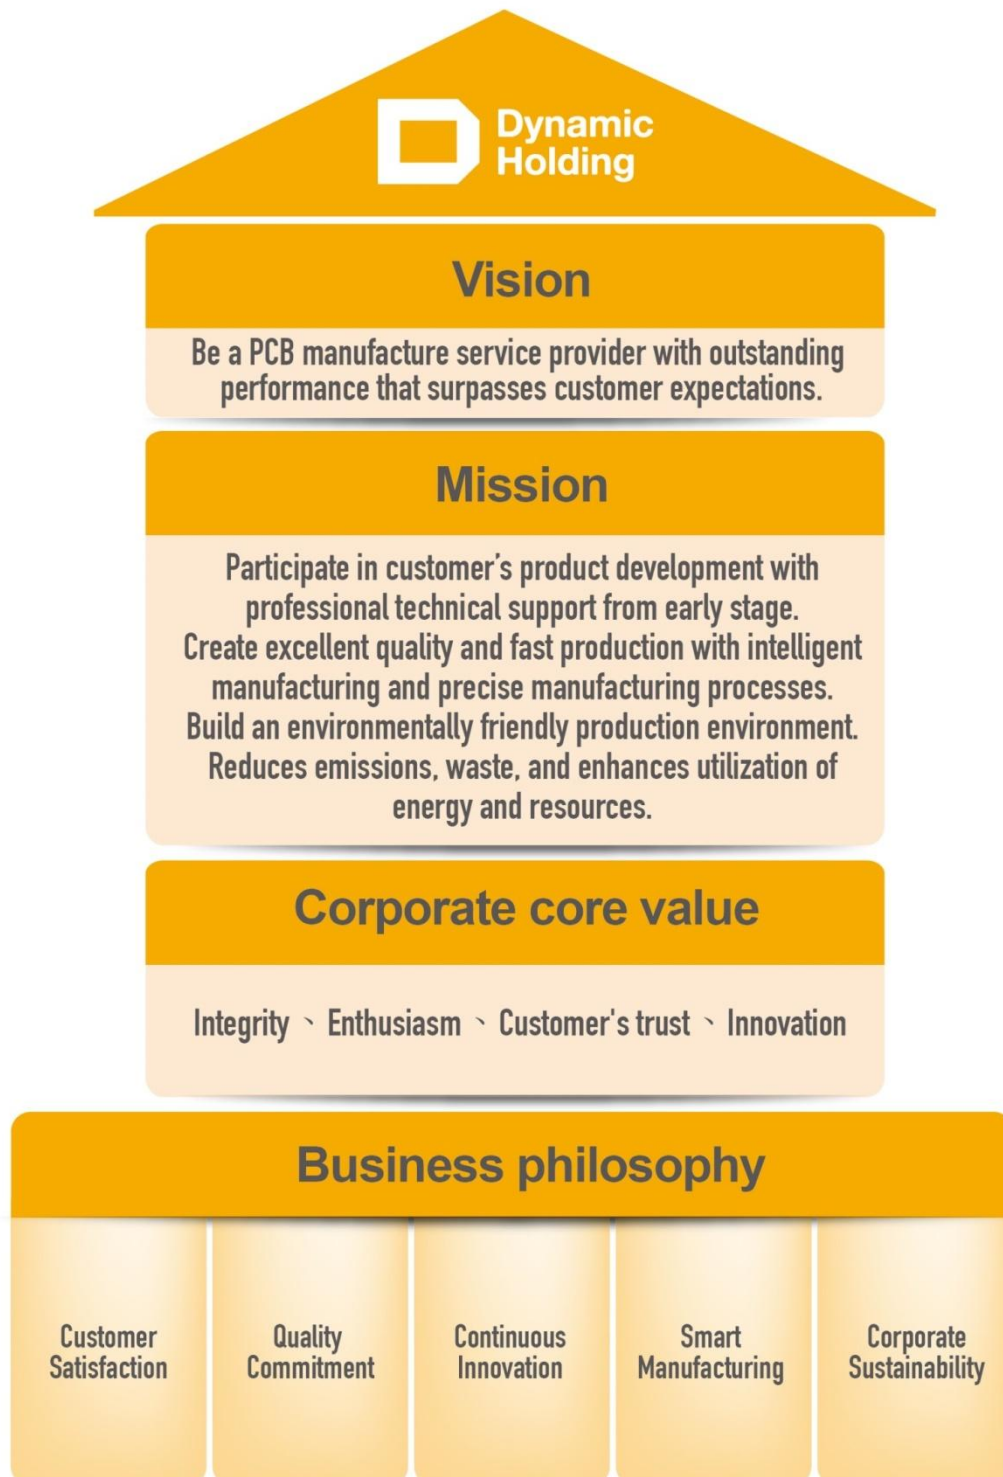 Dynamic
Holding
Vision
Be a PCB manufacture service provider with outstanding
performance that surpasses customer expectations.
Mission
Participate in customer’s product development with
professional technical support from early stage.
Create excellent quality and fast production with intelligent
manufacturing and precise manufacturing processes.
Build an environmentally friendly production environment.
Reduces emissions, waste, and enhances utilization of
energy and resources.
Corporate core value
Integrity、Enthusiasm、Customer's trust、Innovation
Business philosophy
Customer
Satisfaction
Quality
Commitment
Continuous
Innovation
Smart
Manufacturing
Corporate
Sustainability